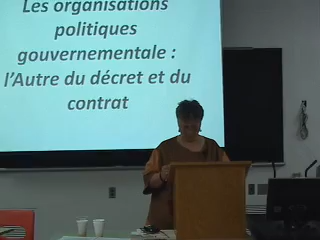 Les organisations
politiques
gouvernementale :
l'Autre du décret et du
contrat